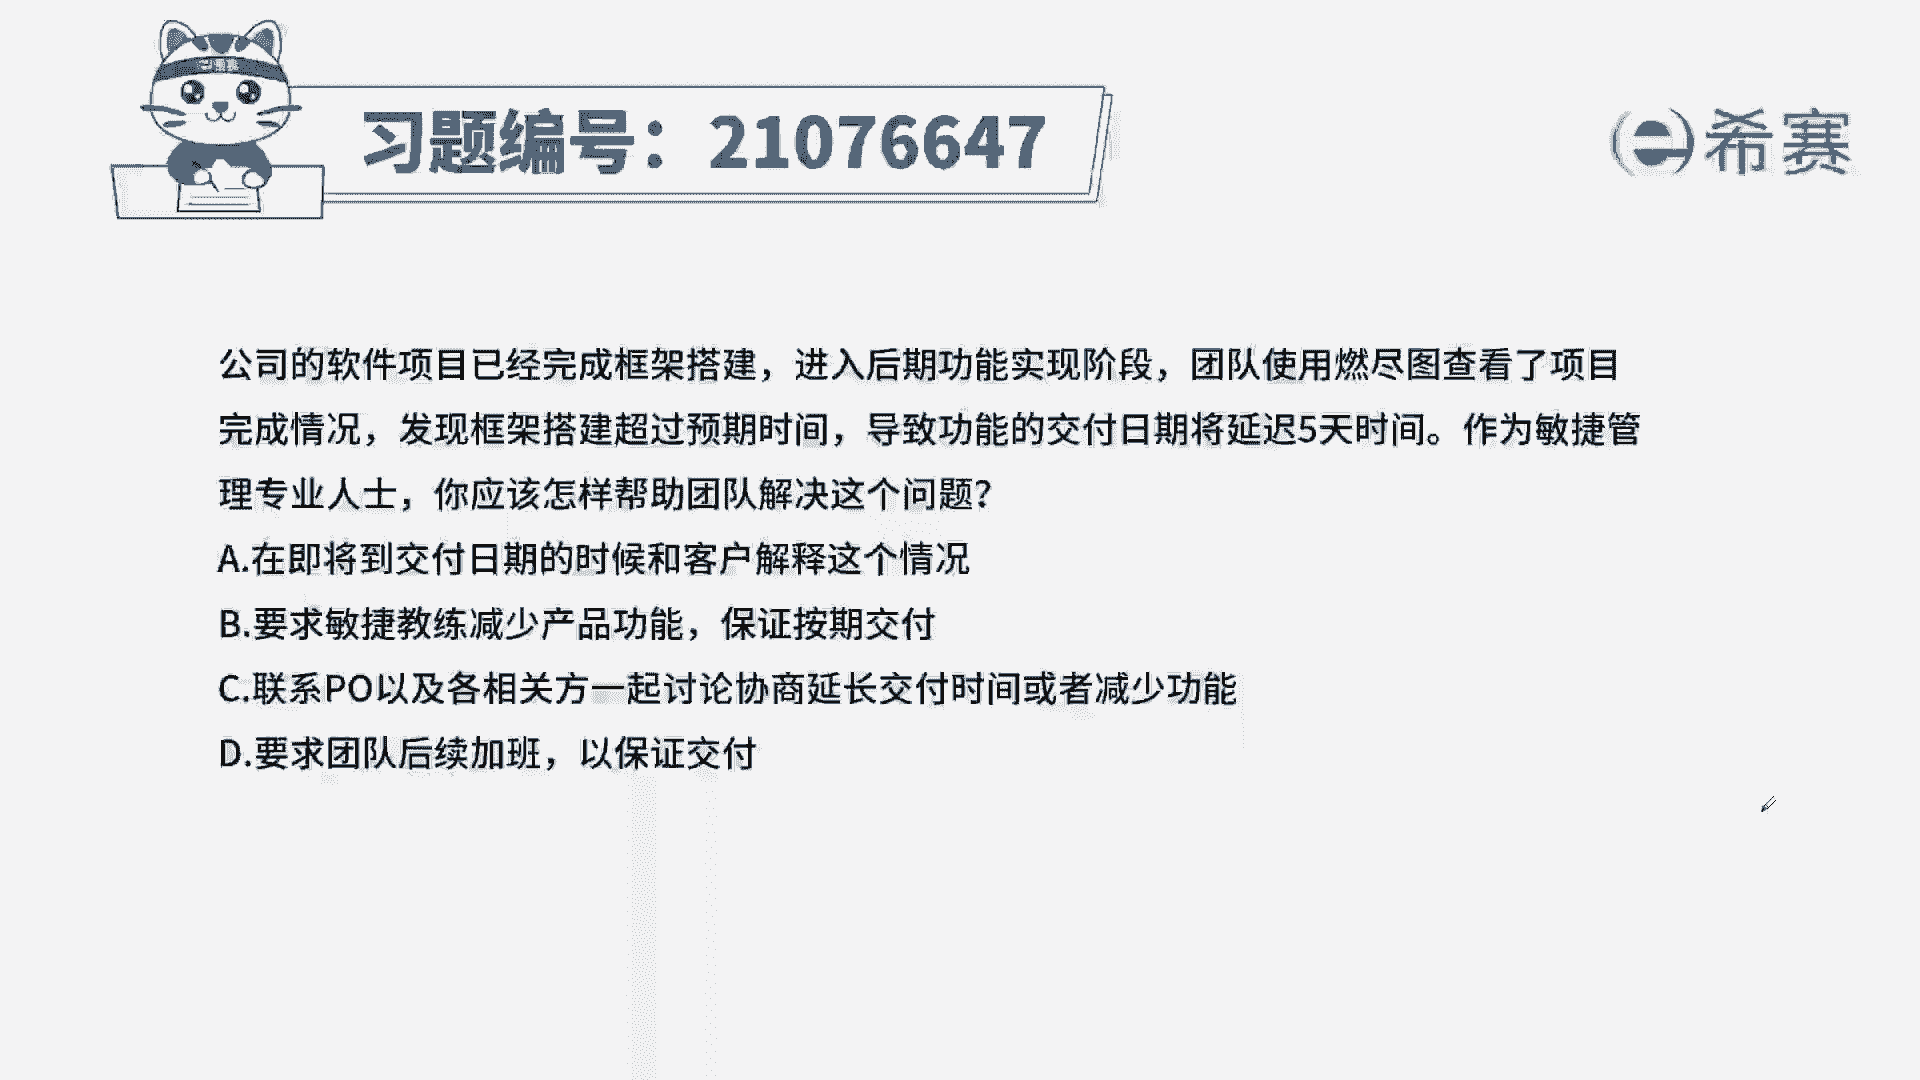 习题编号：21076647
希赛
公司的软件项目已经完成框架搭建，进入后期功能实现阶段，团队使用燃尽图查看了项目
完成情况，发现框架搭建超过预期时间，导致功能的交付日期将延迟5天时间。作为敏捷管
理专业人士，你应该怎样帮助团队解决这个问题？
A.在即将到交付日期的时候和客户解释这个情况
B.要求敏捷教练减少产品功能，保证按期交付
C.联系PO以及各相关方一起讨论协商延长交付时间或者减少功能
D.要求团队后续加班，以保证交付